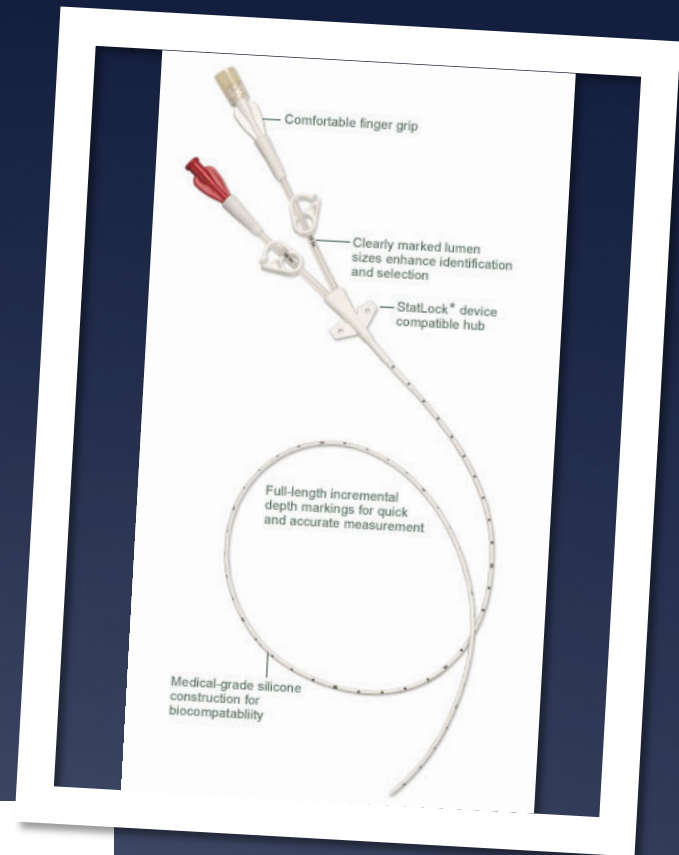 Comfortable finger grip
Clearly marked lumen
sizes enhance identification
and selection
StatLock* device
compatible hub
Full-length incremental
depth markings for quick
and accurate measurement
Medical-grade silicone
construction for
biocompatabliity